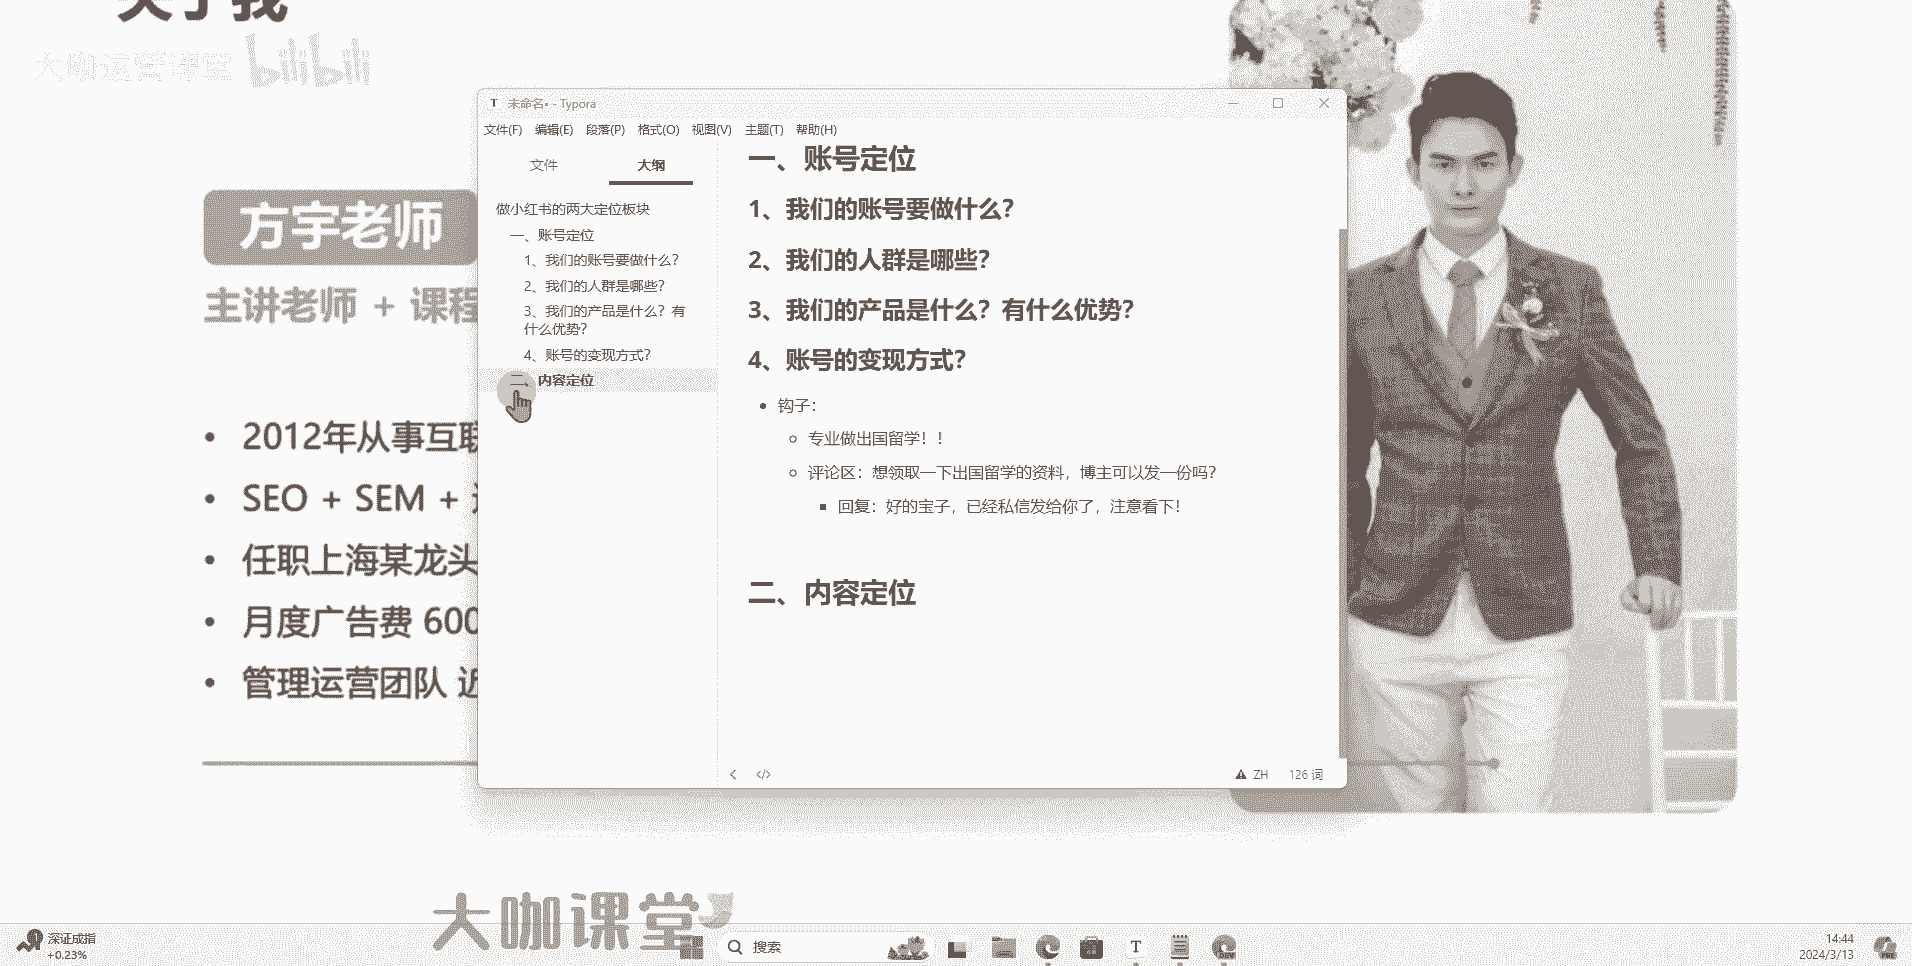 关于我
大咖运营课堂 bilibili
方宇老师
主讲老师 + 课程
2012年从事互联
SEO + SEM +
任职上海某龙头
月度广告费 600
管理运营团队 近
T 未命名• - Typora
文件(F) 编辑(E) 段落(P) 格式(O) 视图(V) 主题(T) 帮助(H)
文件 大纲
做小红书的两大定位板块
一、账号定位
1、我们的账号要做什么？
2、我们的人群是哪些？
3、我们的产品是什么？有
什么优势？
4、账号的变现方式？
二、内容定位
一、账号定位
1、我们的账号要做什么？
2、我们的人群是哪些？
3、我们的产品是什么？有什么优势？
4、账号的变现方式？
钩子：
专业做出国留学！！
评论区：想领取一下出国留学的资料，博主可以发一份吗？
回复：好的宝子，已经私信发给你了，注意看下！
二、内容定位
ZH 126 词
大咖课堂
深证成指
+0.23%
搜索
T
DEV
14:44
2024/3/13
PRE